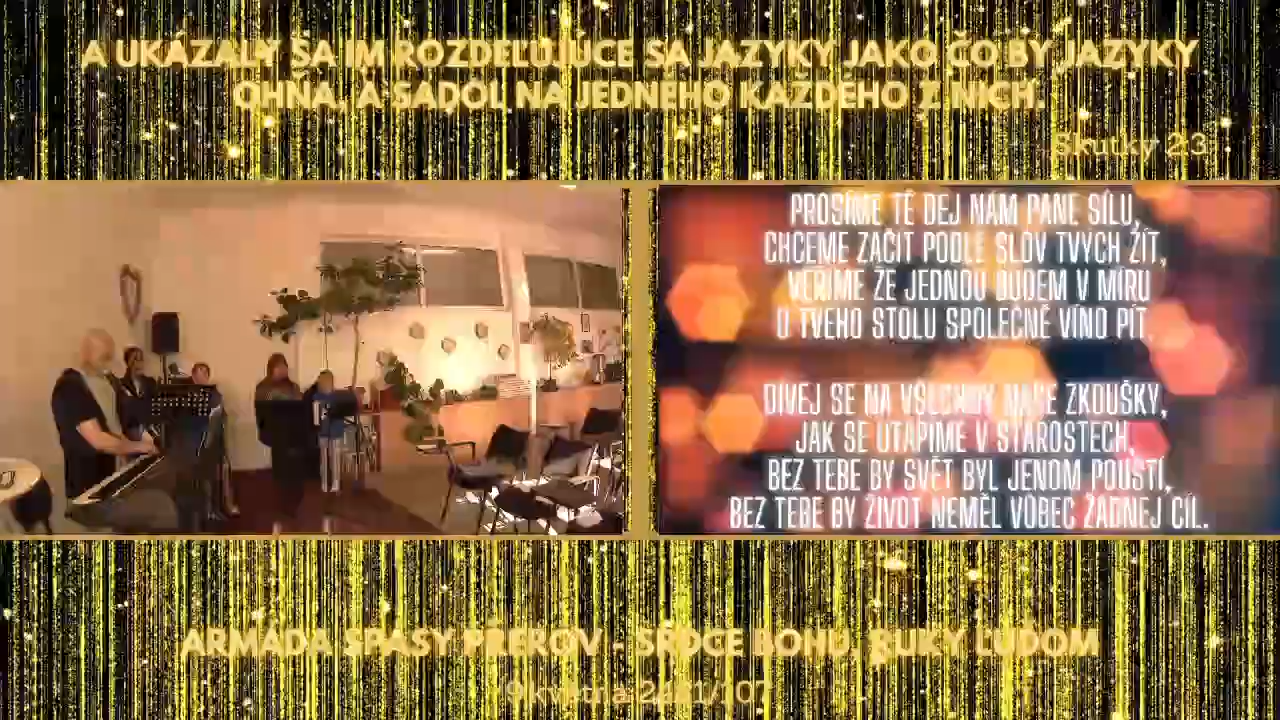 A UKÁZALY SA IM ROZDEĽUJÚCE SA JAZYKY JAKO ČO BY JAZYKY
OHŇA, A SADOL NA JEDNÉHO KAŽDÉHO Z NICH.
Skutky 2:3
PROSÍME TĚ DEJ NÁM PANE SÍLU,
CHCEME ZAČÍT PODLE SLOV TVÝCH ŽÍT,
VĚŘÍME ŽE JEDNOU BUDEM V MÍRU
U TVÉHO STOLU SPOLEČNĚ VÍNO PÍT.
DÍVEJ SE NA VŠECHNY NAŠE ZKOUŠKY,
JAK SE UTÁPÍME V STAROSTECH,
BEZ TEBE BY SVĚT BYL JENOM POUŠTÍ,
BEZ TEBE BY ŽIVOT NEMĚL VŮBEC ŽÁDNEJ CÍL.
ARMÁDA SPÁSY PŘEROV - SRDCE BOHU, RUKY ĽUĎOM